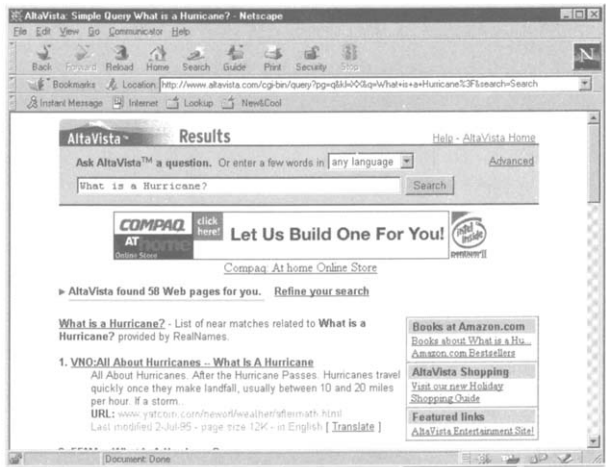 AltaVista: Simple Query What is a Hurricane? - Netscape
File Edit View Go Communicator Help
Back Forward Reload Home Search Guide Print Security Stop
N
Bookmarks Location: http://www.altavista.com/cgi-bin/query?pg=q&kl=XX&q=What+is+a+Hurricane%3F&search=Search
Instant Message Internet Lookup New&Cool
AltaVista™ Results Help - AltaVista Home
Ask AltaVista™ a question. Or enter a few words in any language Advanced
What is a Hurricane? Search
COMPAQ click here! Let Us Build One For You! intel inside
AT home pentium II
Online Store
Compaq: At home Online Store
AltaVista found 58 Web pages for you. Refine your search
What is a Hurricane? - List of near matches related to What is a
Hurricane? provided by RealNames.
1. VNO:All About Hurricanes -- What Is A Hurricane
All About Hurricanes. After the Hurricane Passes. Hurricanes travel
quickly once they make landfall, usually between 10 and 20 miles
per hour. If a storm..
URL: www.yatcom.com/neworl/weather/aftermath.html
Last modified 2-Jul-95 - page size 12K - in English [ Translate ]
Books at Amazon.com
Books about What is a Hu...
Amazon.com Bestsellers
AltaVista Shopping
Visit our new Holiday
Shopping Guide
Featured links
AltaVista Entertainment Site!
Document: Done